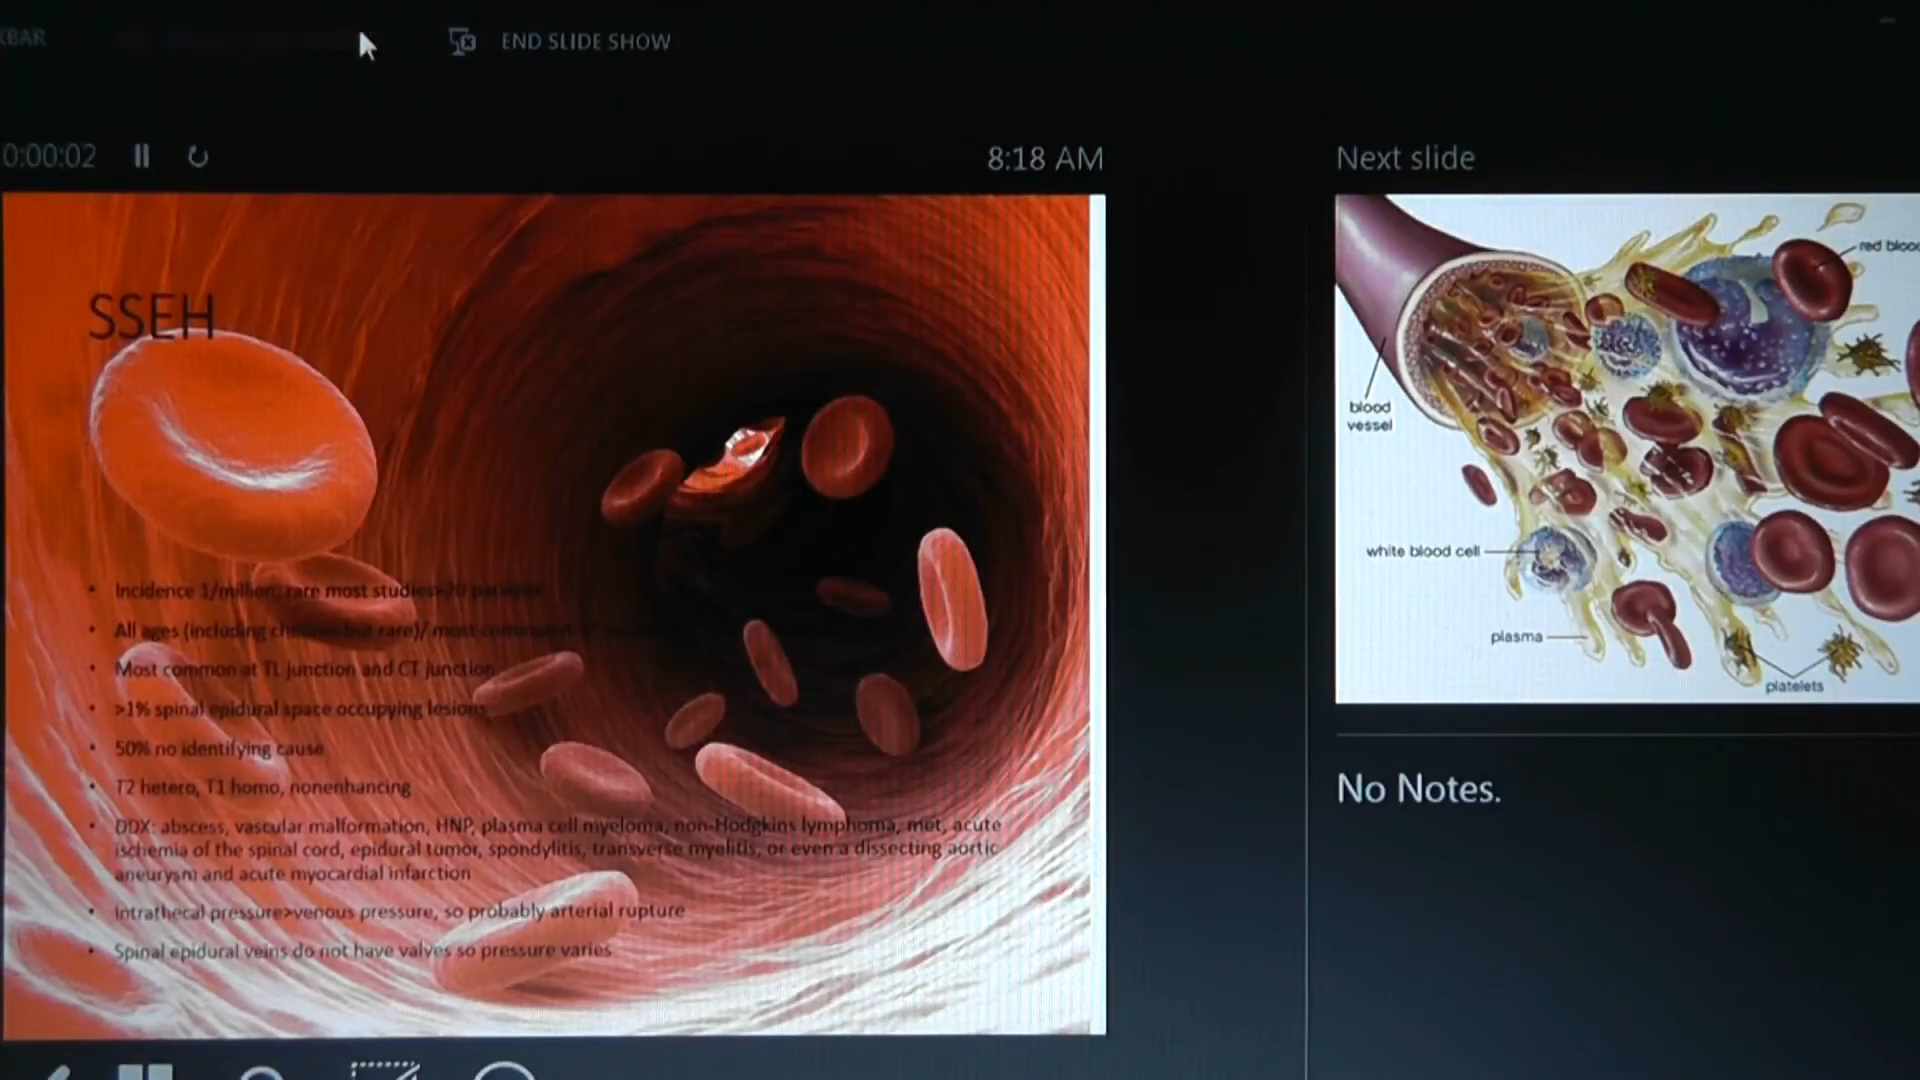 KBAR
END SLIDE SHOW
0:00:02
8:18 AM
Next slide
SSEH
• Incidence 1/million; rare most studies>70 patients
• All ages (including children but rare)/ most common
• Most common at TL junction and CT junction
• >1% spinal epidural space occupying lesions
• 50% no identifying cause
• T2 hetero, T1 homo, nonenhancing
• DDX: abscess, vascular malformation, HNP, plasma cell myeloma, non-Hodgkins lymphoma, met, acute
ischemia of the spinal cord, epidural tumor, spondylitis, transverse myelitis, or even a dissecting aortic
aneurysm and acute myocardial infarction
• Intrathecal pressure>venous pressure, so probably arterial rupture
• Spinal epidural veins do not have valves so pressure varies
red blood
blood
vessel
white blood cell
plasma
platelets
No Notes.